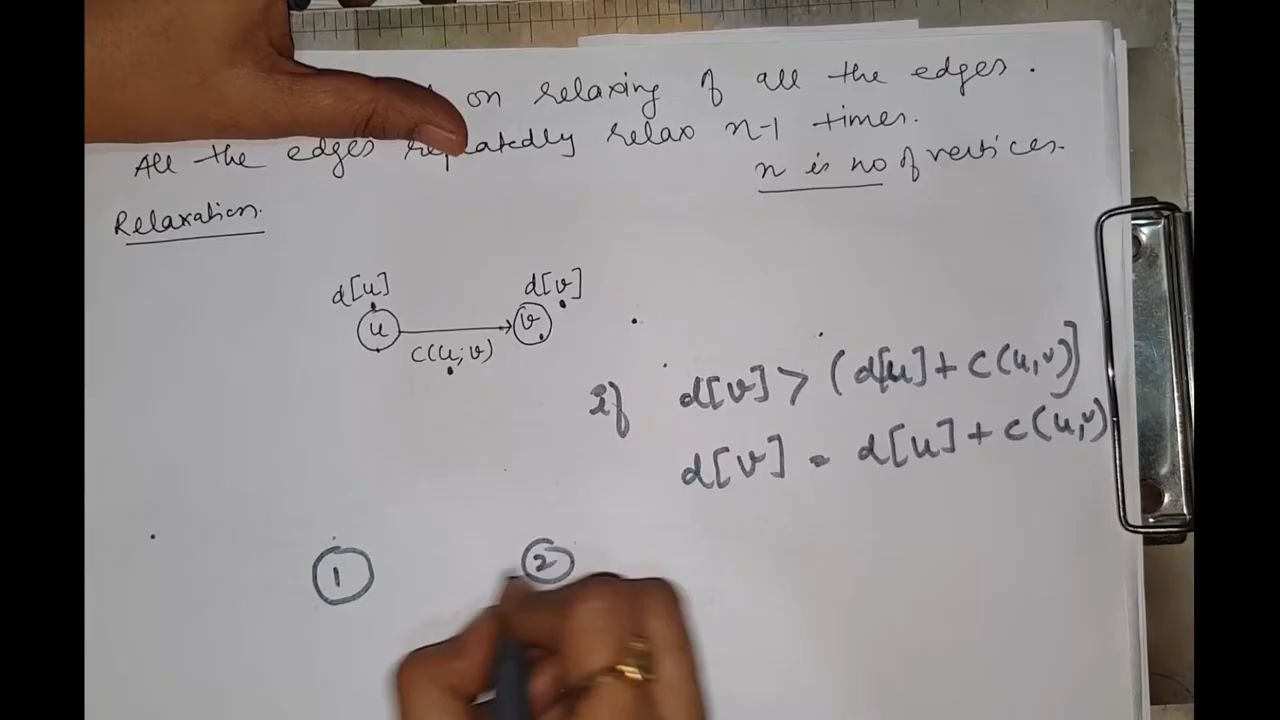 on relaxing of all the edges.
All the edges repeatedly relax n-1 times.
n is no of vertices.
Relaxation.
d[u] d[v]
u v
C(u,v)
if d[v] > (d[u] + c(u,v)]
d[v] = d[u] + c(u,v)
1 2